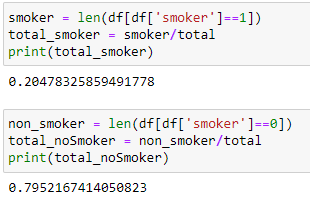 smoker = len(df[df['smoker']==1])
total_smoker = smoker/total
print(total_smoker)
0.20478325859491778
non_smoker = len(df[df['smoker']==0])
total_noSmoker = non_smoker/total
print(total_noSmoker)
0.7952167414050823